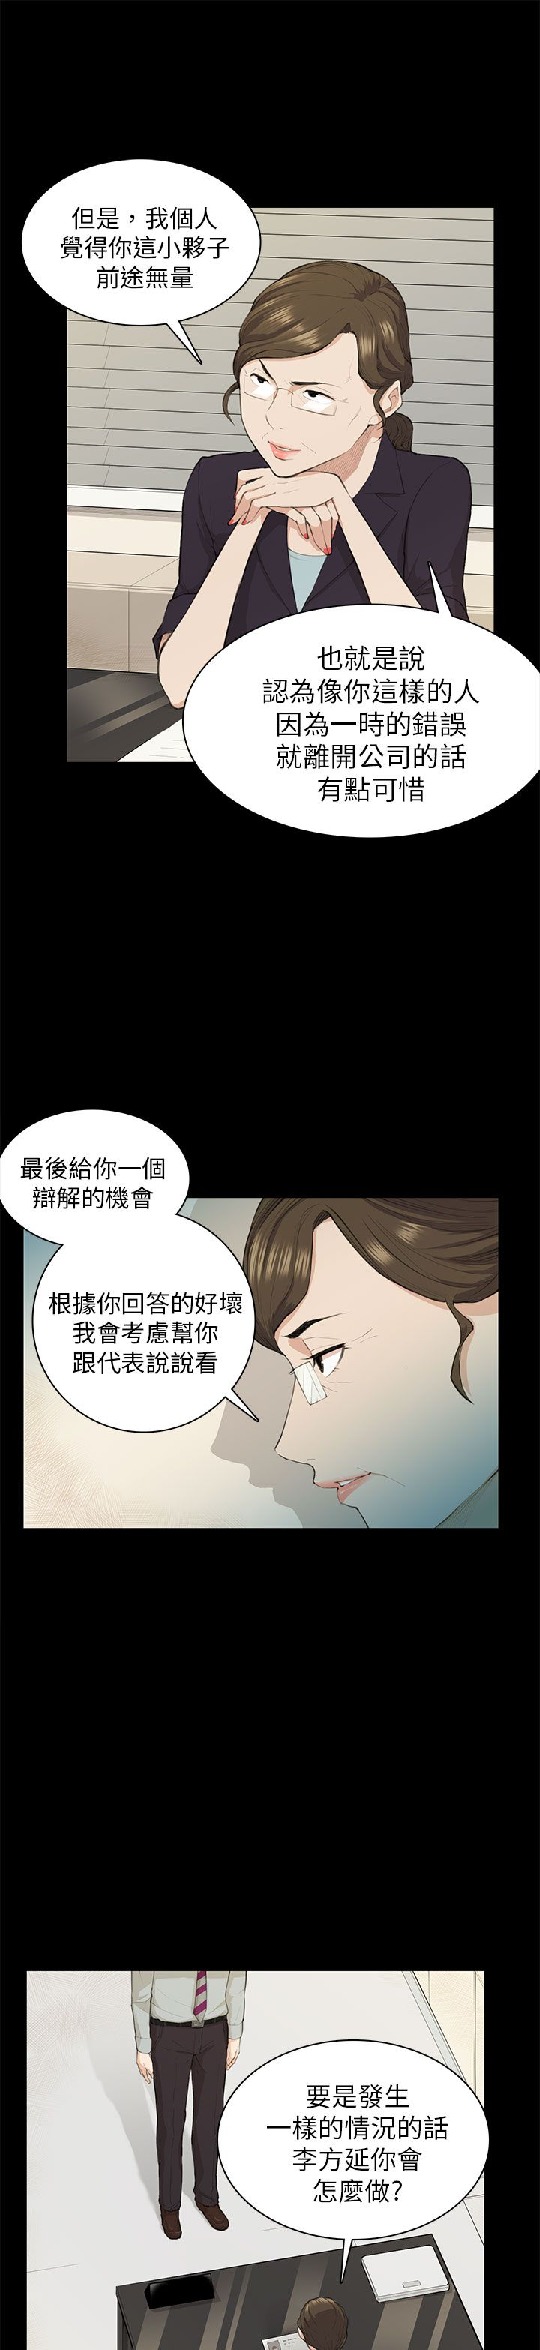 但是，我個人
覺得你這小夥子
前途無量
也就是說
認為像你這樣的人
因為一時的錯誤
就離開公司的話
有點可惜
最後給你一個
辯解的機會
根據你回答的好壞
我會考慮幫你
跟代表說說看
要是發生
一樣的情況的話
李方延你會
怎麼做?